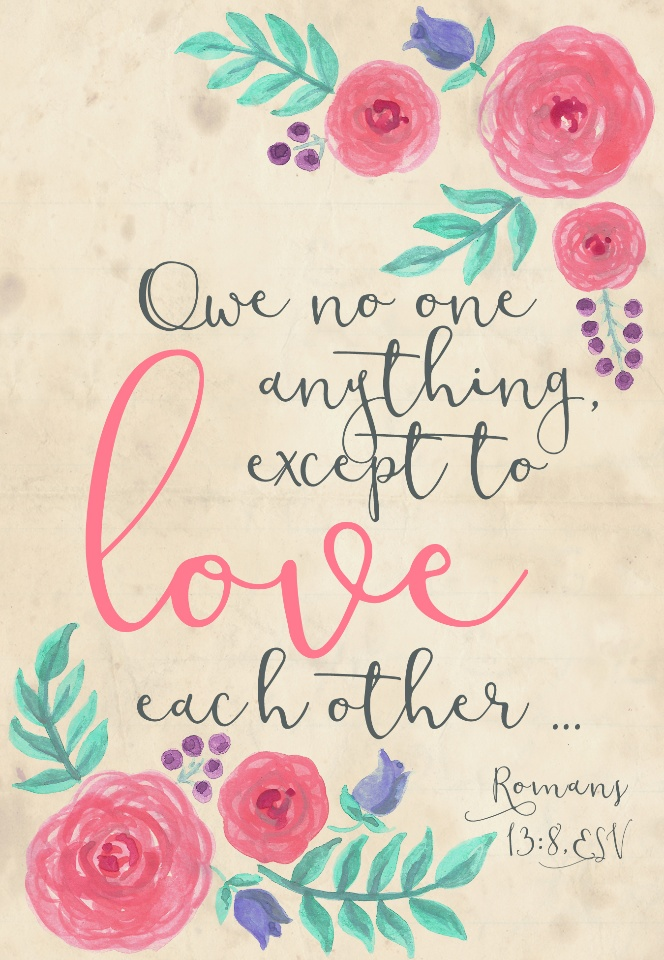 Owe no one
anything,
except to
love
each other ...
Romans
13:8, ESV